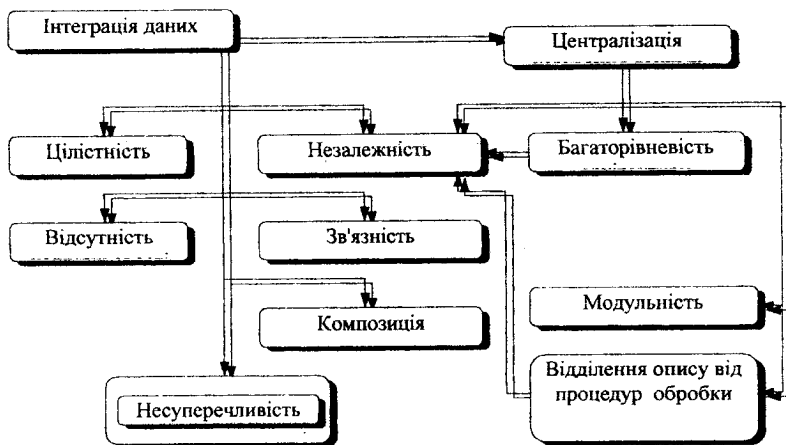 Інтеграція даних
Централізація
Цілістність
Незалежність
Багаторівневість
Відсутність
Зв'язність
Композиція
Модульність
Відділення опису від
процедур обробки
Несуперечливість